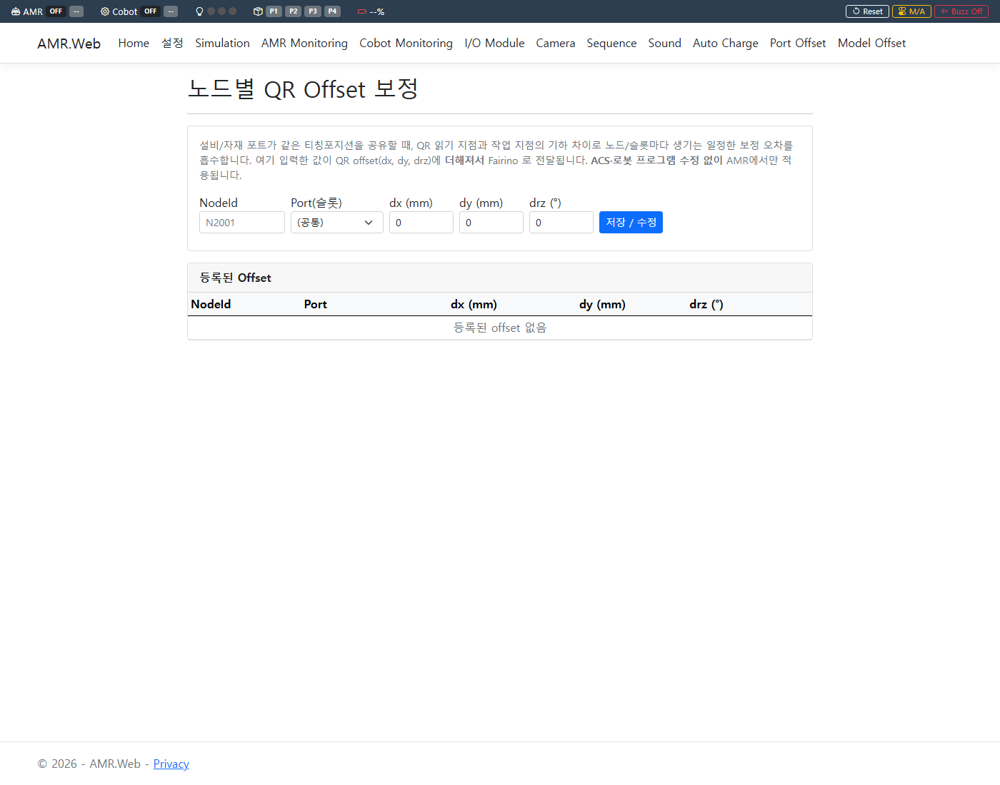 AMR OFF -- Cobot OFF -- P1 P2 P3 P4 --% Reset M/A Buzz Off
AMR.Web Home 설정 Simulation AMR Monitoring Cobot Monitoring I/O Module Camera Sequence Sound Auto Charge Port Offset Model Offset
노드별 QR Offset 보정
설비/자재 포트가 같은 티칭포지션을 공유할 때, QR 읽기 지점과 작업 지점의 기하 차이로 노드/슬롯마다 생기는 일정한 보정 오차를
흡수합니다. 여기 입력한 값이 QR offset(dx, dy, drz)에 더해져서 Fairino 로 전달됩니다. ACS·로봇 프로그램 수정 없이 AMR에서만 적
용됩니다.
NodeId Port(슬롯) dx (mm) dy (mm) drz (°)
N2001 (공통) 0 0 0 저장 / 수정
등록된 Offset
NodeId Port dx (mm) dy (mm) drz (°)
등록된 offset 없음
© 2026 - AMR.Web - Privacy